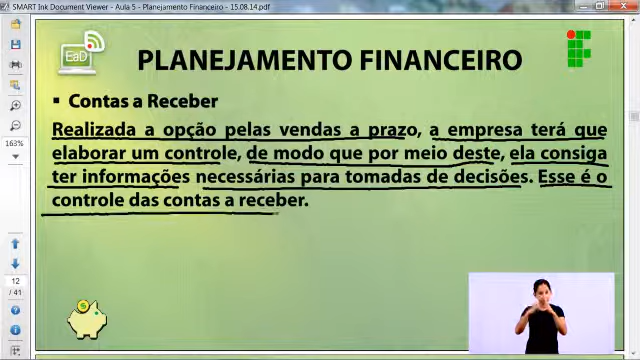 SMART Ink Document Viewer - Aula 5 - Planejamento Financeiro - 15.08.14.pdf
EaD
PLANEJAMENTO FINANCEIRO
▪ Contas a Receber
Realizada a opção pelas vendas a prazo, a empresa terá que
elaborar um controle, de modo que por meio deste, ela consiga
ter informações necessárias para tomadas de decisões. Esse é o
controle das contas a receber.
163%
12
/ 41
$